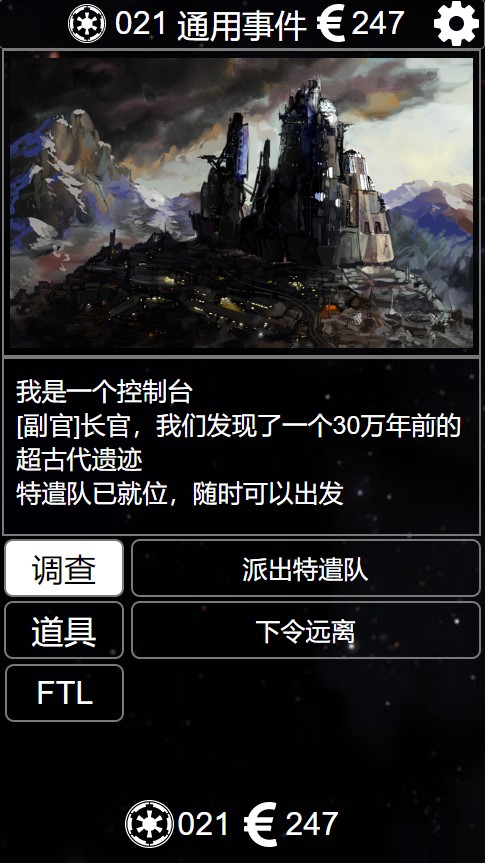 021 通用事件 € 247
我是一个控制台
[副官]长官，我们发现了一个30万年前的
超古代遗迹
特遣队已就位，随时可以出发
调查
派出特遣队
道具
下令远离
FTL
021 € 247